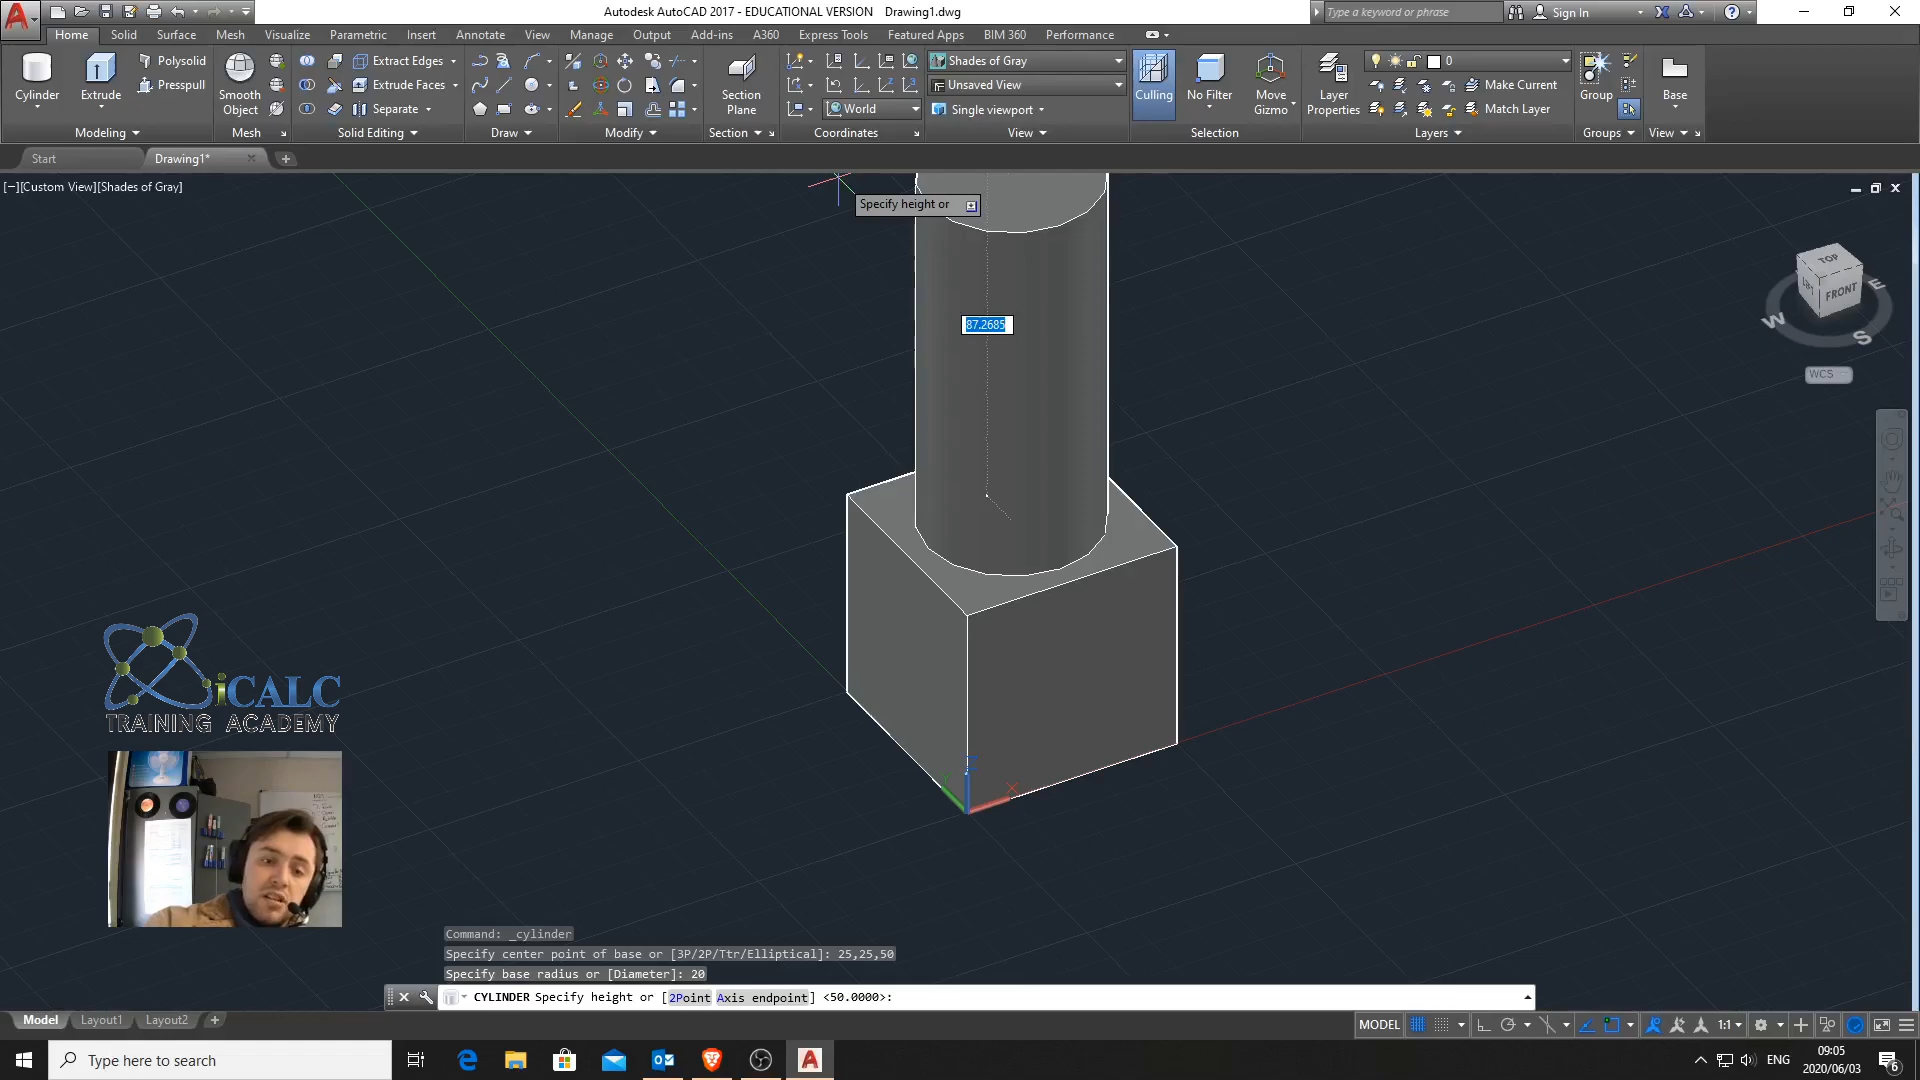 Autodesk AutoCAD 2017 - EDUCATIONAL VERSION Drawing1.dwg
Type a keyword or phrase
Sign In
Home Solid Surface Mesh Visualize Parametric Insert Annotate View Manage Output Add-ins A360 Express Tools Featured Apps BIM 360 Performance
Cylinder
Extrude
Polysolid
Presspull
Smooth
Object
Extract Edges
Extrude Faces
Separate
Section
Plane
World
Shades of Gray
Unsaved View
Single viewport
Culling
No Filter
Move
Gizmo
Layer
Properties
0
Make Current
Match Layer
Group
Base
Modeling Mesh Solid Editing Draw Modify Section Coordinates View Selection Layers Groups View
Start Drawing1*
[−][Custom View][Shades of Gray]
Specify height or
87.2685
TOP
FRONT
E
W
S
WCS
iCALC
TRAINING ACADEMY
X
Command: _cylinder
Specify center point of base or [3P/2P/Ttr/Elliptical]: 25,25,50
Specify base radius or [Diameter]: 20
CYLINDER Specify height or [2Point Axis endpoint] <50.0000>:
Model Layout1 Layout2
MODEL 1:1
Type here to search
ENG
09:05
2020/06/03
6